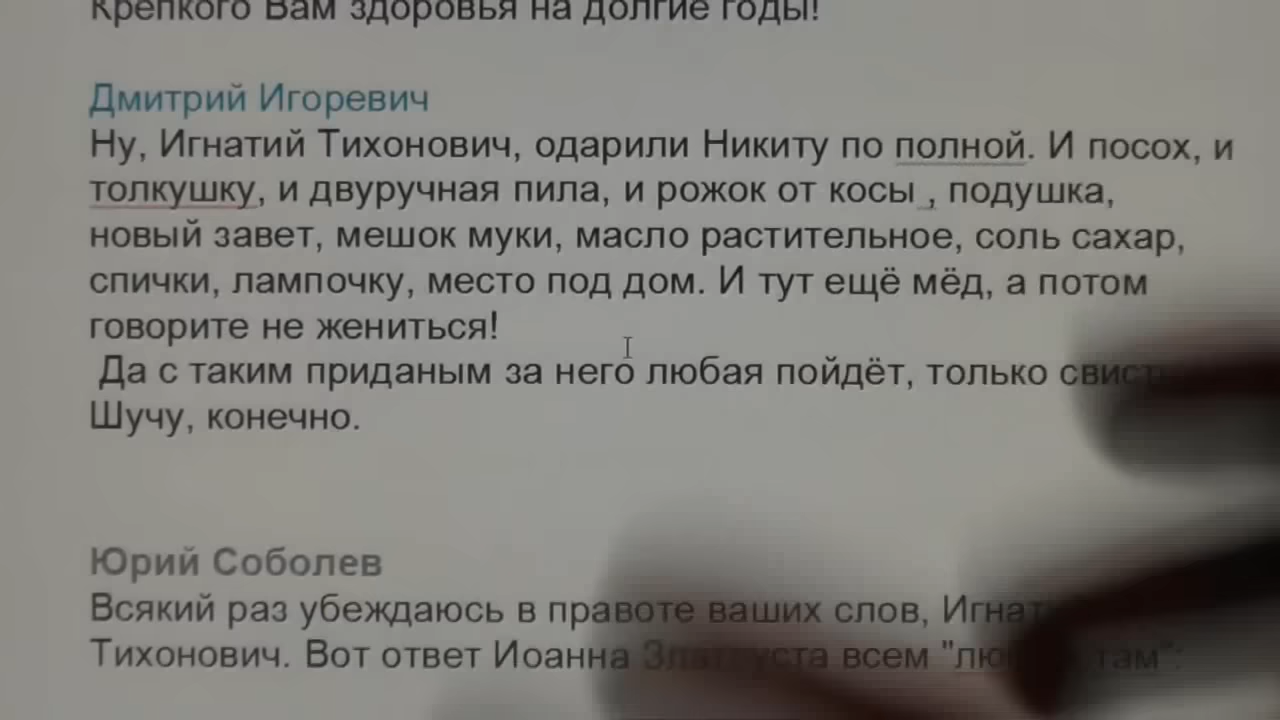 Крепкого Вам здоровья на долгие годы!
Дмитрий Игоревич
Ну, Игнатий Тихонович, одарили Никиту по полной. И посох, и
толкушку, и двуручная пила, и рожок от косы , подушка,
новый завет, мешок муки, масло растительное, соль сахар,
спички, лампочку, место под дом. И тут ещё мёд, а потом
говорите не жениться!
Да с таким приданым за него любая пойдёт, только
Шучу, конечно.
Юрий Соболев
Всякий раз убеждаюсь в правоте ваших слов,
Тихонович. Вот ответ Иоанна Златоуста всем